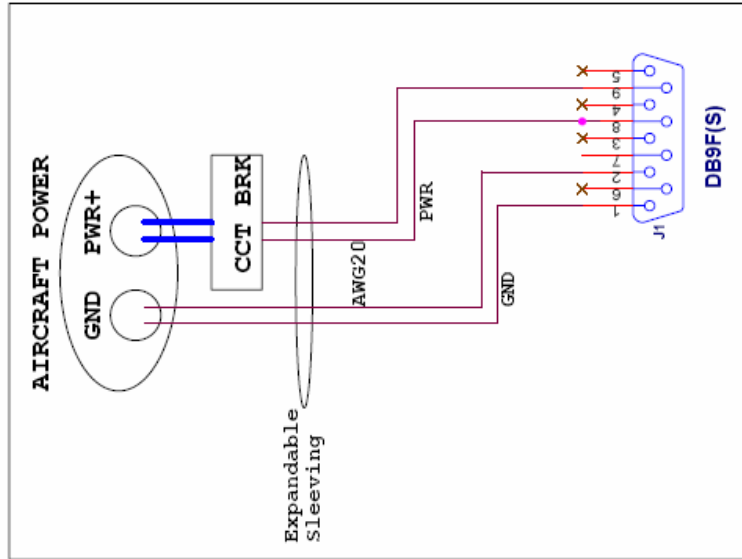 AIRCRAFT POWER
GND
PWR+
CCT BRK
Expandable
Sleeving
AWG20
PWR
GND
5
9
4
8
3
7
2
6
1
J1
DB9F(S)